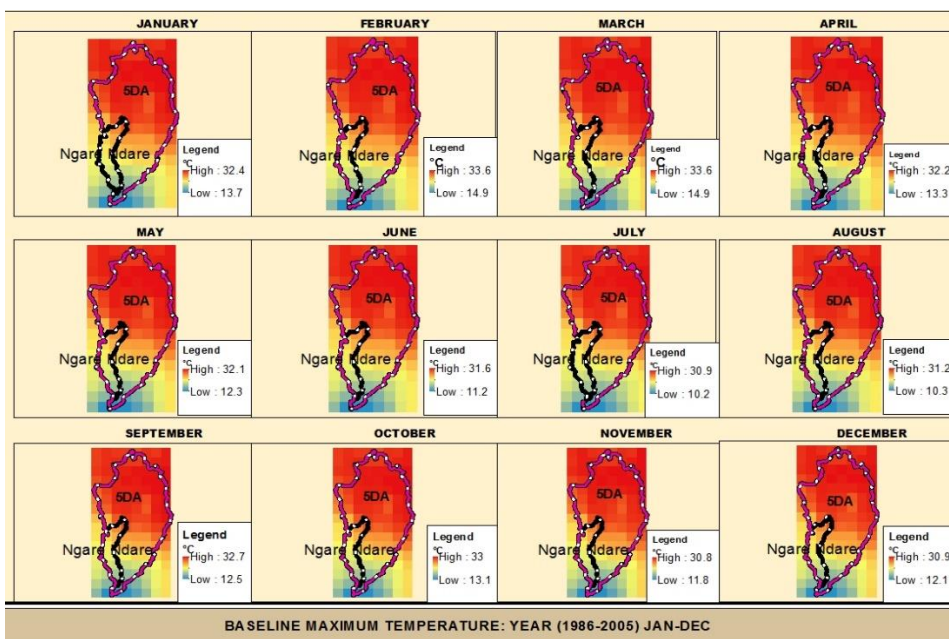 JANUARY
5DA
Ngare Ndare
Legend
°C
High : 32.4
Low : 13.7
FEBRUARY
5DA
Ngare Ndare
Legend
°C
High : 33.6
Low : 14.9
MARCH
5DA
Ngare Ndare
Legend
°C
High : 33.6
Low : 14.9
APRIL
5DA
Ngare Ndare
Legend
°C
High : 32.2
Low : 13.3
MAY
5DA
Ngare Ndare
Legend
°C
High : 32.1
Low : 12.3
JUNE
5DA
Ngare Ndare
Legend
°C
High : 31.6
Low : 11.2
JULY
5DA
Ngare Ndare
Legend
°C
High : 30.9
Low : 10.2
AUGUST
5DA
Ngare Ndare
Legend
°C
High : 31.2
Low : 10.3
SEPTEMBER
5DA
Ngare Ndare
Legend
°C
High : 32.7
Low : 12.5
OCTOBER
5DA
Ngare Ndare
Legend
°C
High : 33
Low : 13.1
NOVEMBER
5DA
Ngare Ndare
Legend
°C
High : 30.8
Low : 11.8
DECEMBER
5DA
Ngare Ndare
Legend
°C
High : 30.9
Low : 12.1
BASELINE MAXIMUM TEMPERATURE: YEAR (1986-2005) JAN-DEC